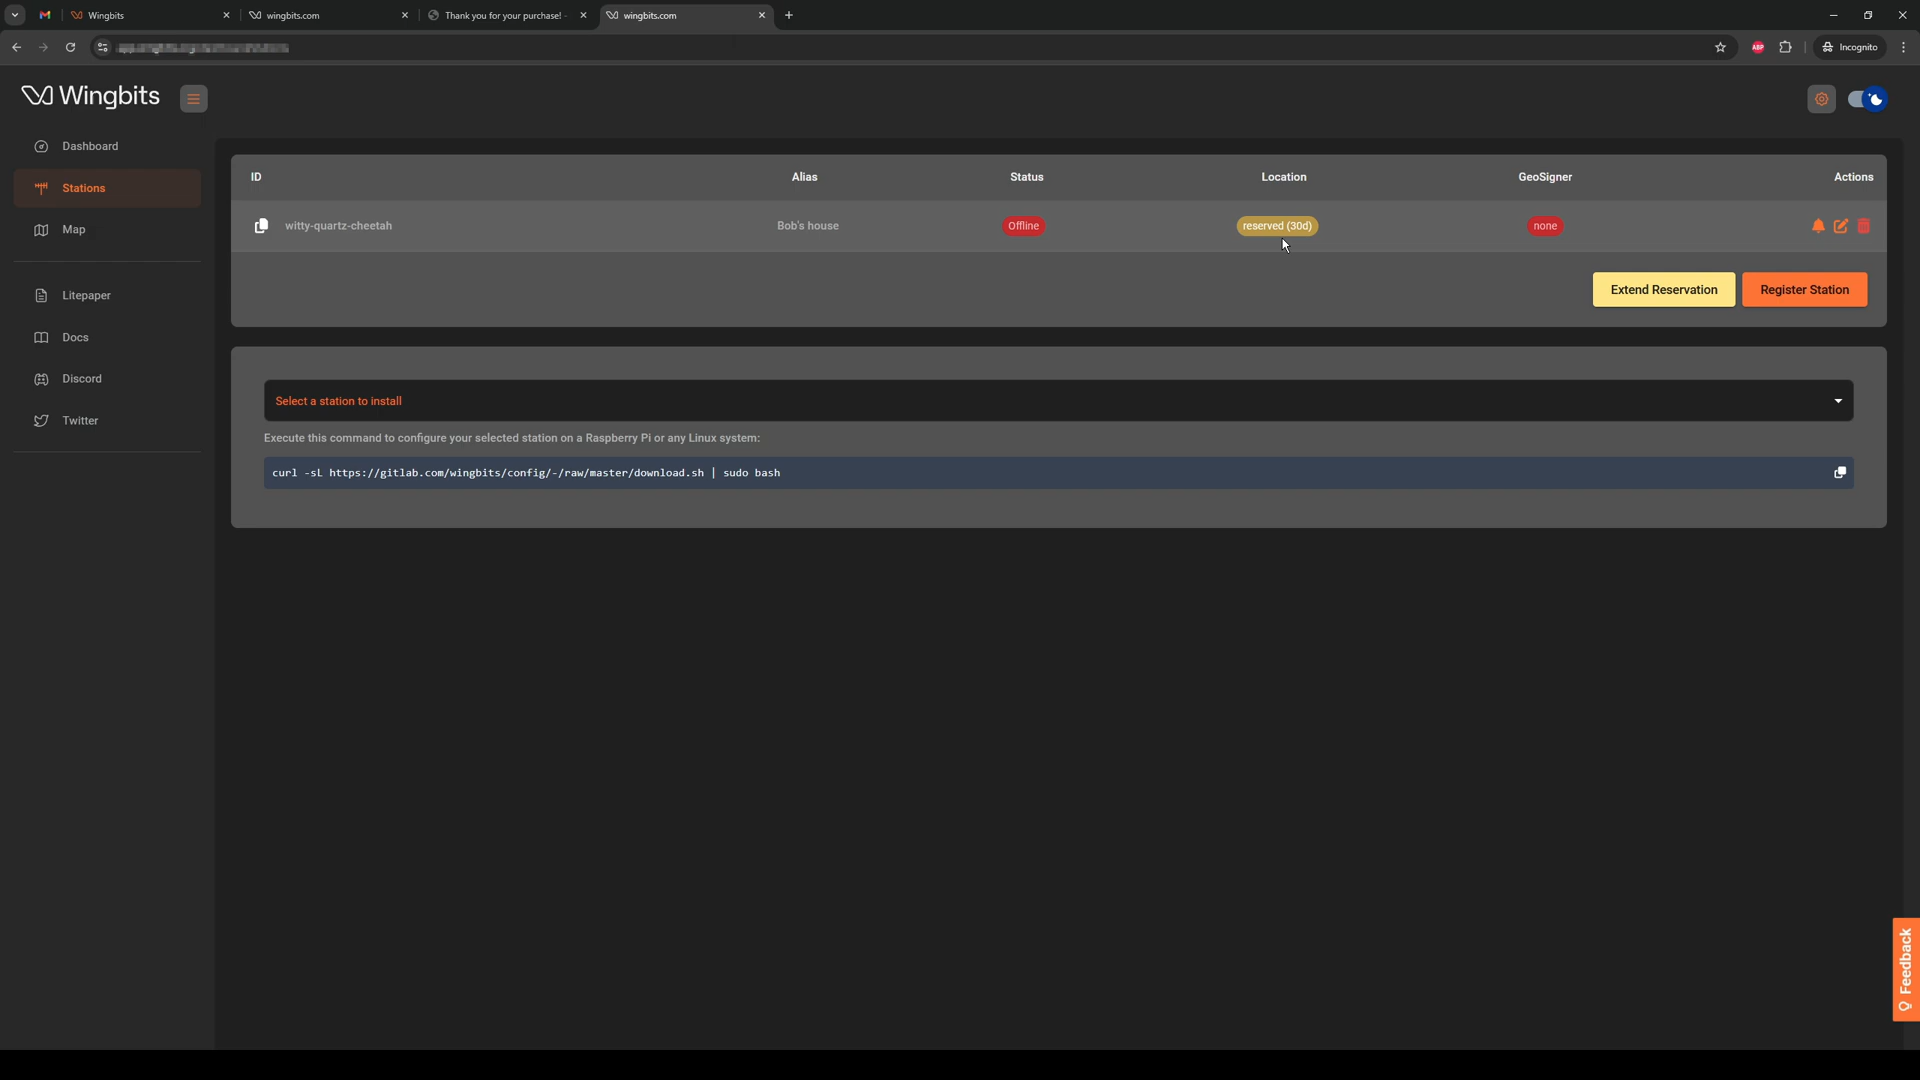 Wingbits
wingbits.com
Thank you for your purchase! -
wingbits.com
ABP
Incognito
Wingbits
Dashboard
Stations
Map
Litepaper
Docs
Discord
Twitter
ID Alias Status Location GeoSigner Actions
witty-quartz-cheetah Bob's house Offline reserved (30d) none
Extend Reservation Register Station
Select a station to install
Execute this command to configure your selected station on a Raspberry Pi or any Linux system:
curl -sL https://gitlab.com/wingbits/config/-/raw/master/download.sh | sudo bash
Feedback